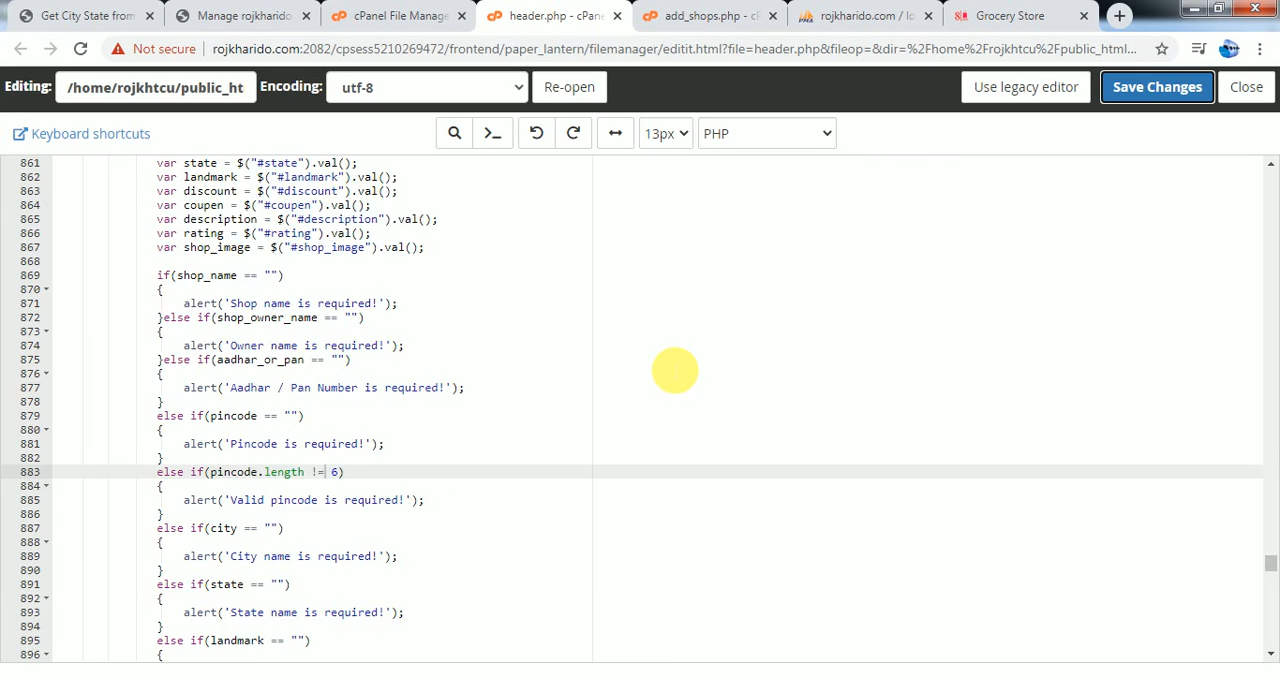 Get City State from
Manage rojkharido
cPanel File Manage
header.php - cPane
add_shops.php - cP
rojkharido.com / lo
Grocery Store
Not secure
rojkharido.com:2082/cpsess5210269472/frontend/paper_lantern/filemanager/editit.html?file=header.php&fileop=&dir=%2Fhome%2Frojkhtcu%2Fpublic_html...
Editing:
/home/rojkhtcu/public_ht
Encoding:
utf-8
Re-open
Use legacy editor
Save Changes
Close
Keyboard shortcuts
13px
PHP
861 var state = $("#state").val();
862 var landmark = $("#landmark").val();
863 var discount = $("#discount").val();
864 var coupen = $("#coupen").val();
865 var description = $("#description").val();
866 var rating = $("#rating").val();
867 var shop_image = $("#shop_image").val();
868
869 if(shop_name == "")
870 {
871 alert('Shop name is required!');
872 }else if(shop_owner_name == "")
873 {
874 alert('Owner name is required!');
875 }else if(aadhar_or_pan == "")
876 {
877 alert('Aadhar / Pan Number is required!');
878 }
879 else if(pincode == "")
880 {
881 alert('Pincode is required!');
882 }
883 else if(pincode.length != 6)
884 {
885 alert('Valid pincode is required!');
886 }
887 else if(city == "")
888 {
889 alert('City name is required!');
890 }
891 else if(state == "")
892 {
893 alert('State name is required!');
894 }
895 else if(landmark == "")
896 {